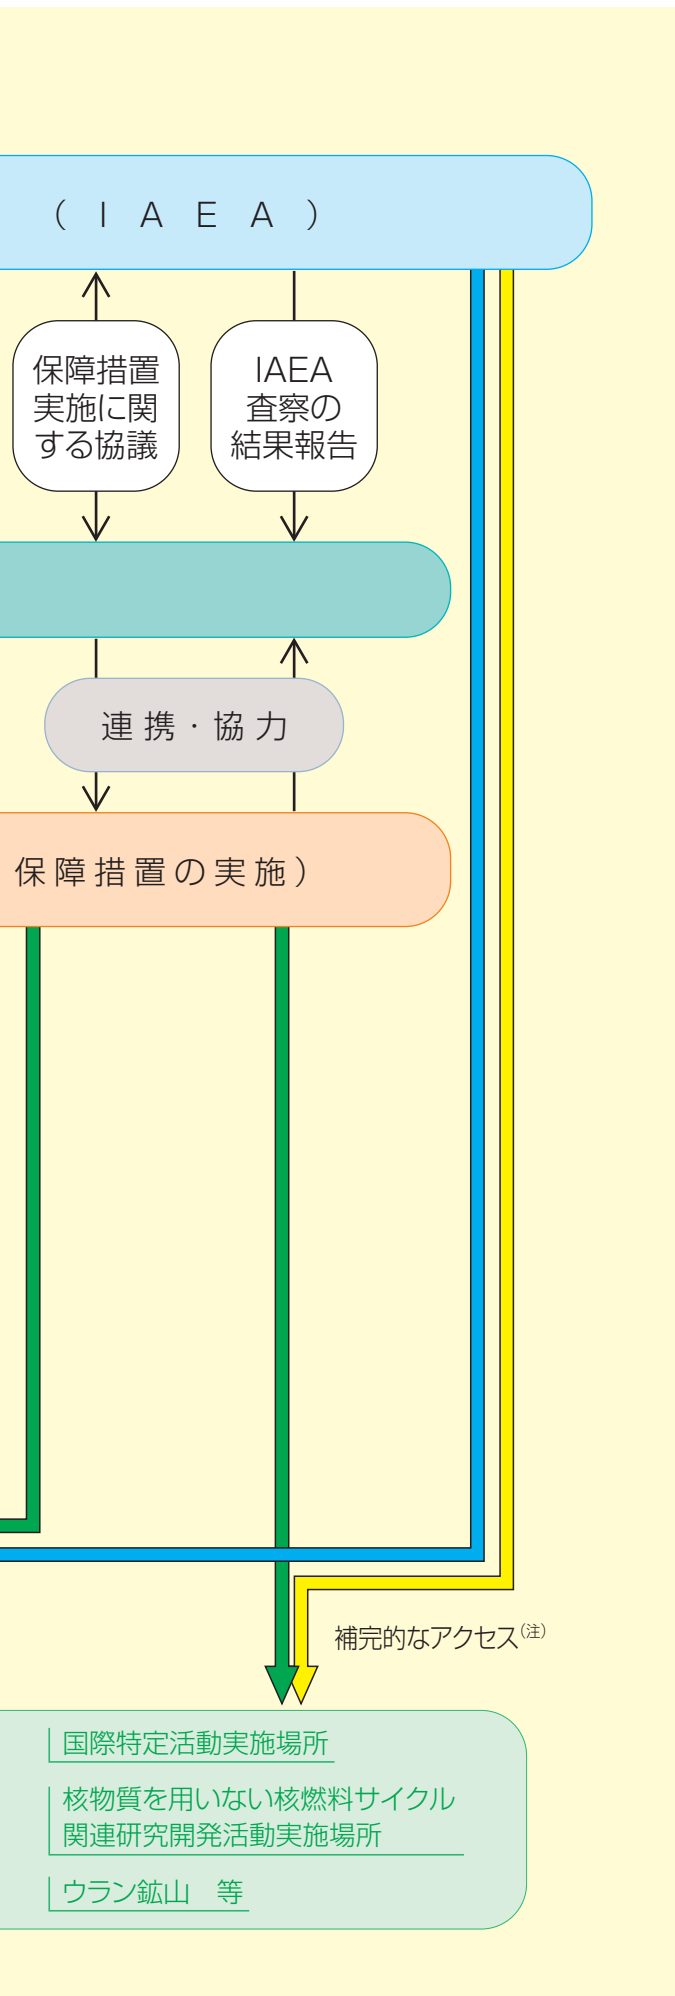 （ＩＡＥＡ）
保障措置
実施に関
する協議
IAEA
査察の
結果報告
連携・協力
保障措置の実施）
補完的なアクセス（注）
国際特定活動実施場所
核物質を用いない核燃料サイクル
関連研究開発活動実施場所
ウラン鉱山　等